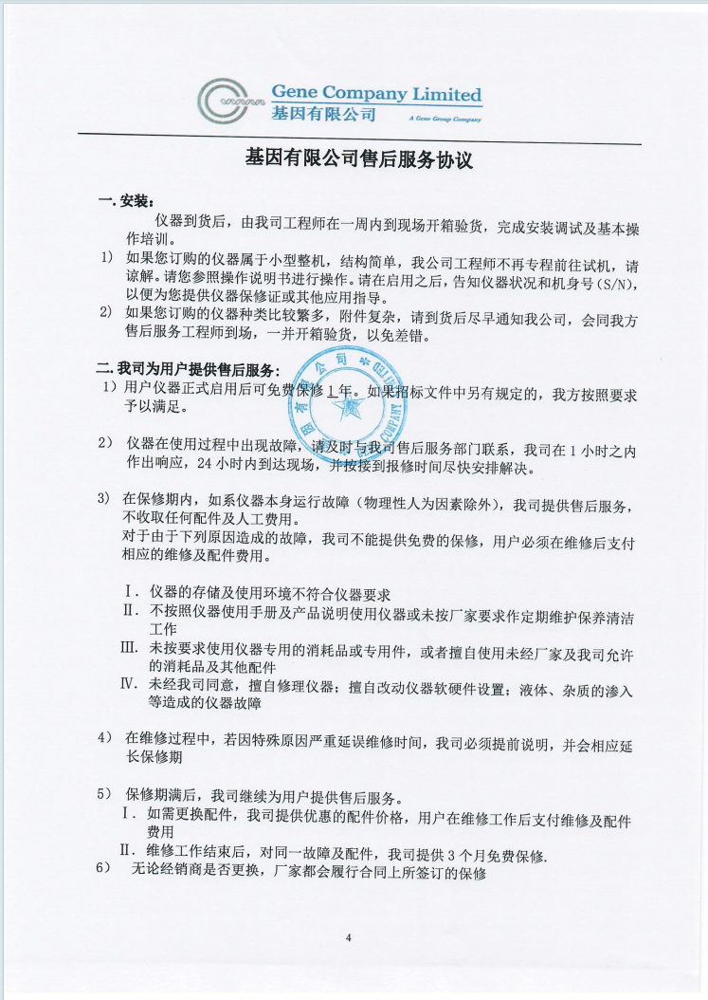 Gene Company Limited
基因有限公司
A Gene Group Company
基因有限公司售后服务协议
一.安装：
仪器到货后，由我司工程师在一周内到现场开箱验货，完成安装调试及基本操
作培训。
1) 如果您订购的仪器属于小型整机，结构简单，我公司工程师不再专程前往试机，请
谅解。请您参照操作说明书进行操作。请在启用之后，告知仪器状况和机身号(S/N)，
以便为您提供仪器保修证或其他应用指导。
2) 如果您订购的仪器种类比较繁多，附件复杂，请到货后尽早通知我公司，会同我方
售后服务工程师到场，一并开箱验货，以免差错。
二.我司为用户提供售后服务：
1）用户仪器正式启用后可免费保修1年。如果招标文件中另有规定的，我方按照要求
予以满足。
2） 仪器在使用过程中出现故障，请及时与我司售后服务部门联系，我司在1小时之内
作出响应，24小时内到达现场，并按接到报修时间尽快安排解决。
3) 在保修期内，如系仪器本身运行故障（物理性人为因素除外），我司提供售后服务，
不收取任何配件及人工费用。
对于由于下列原因造成的故障，我司不能提供免费的保修，用户必须在维修后支付
相应的维修及配件费用。
Ⅰ. 仪器的存储及使用环境不符合仪器要求
Ⅱ. 不按照仪器使用手册及产品说明使用仪器或未按厂家要求作定期维护保养清洁
工作
Ⅲ. 未按要求使用仪器专用的消耗品或专用件，或者擅自使用未经厂家及我司允许
的消耗品及其他配件
Ⅳ. 未经我司同意，擅自修理仪器；擅自改动仪器软硬件设置；液体、杂质的渗入
等造成的仪器故障
4） 在维修过程中，若因特殊原因严重延误维修时间，我司必须提前说明，并会相应延
长保修期
5） 保修期满后，我司继续为用户提供售后服务。
Ⅰ. 如需更换配件，我司提供优惠的配件价格，用户在维修工作后支付维修及配件
费用
Ⅱ. 维修工作结束后，对同一故障及配件，我司提供3个月免费保修.
6） 无论经销商是否更换，厂家都会履行合同上所签订的保修
4